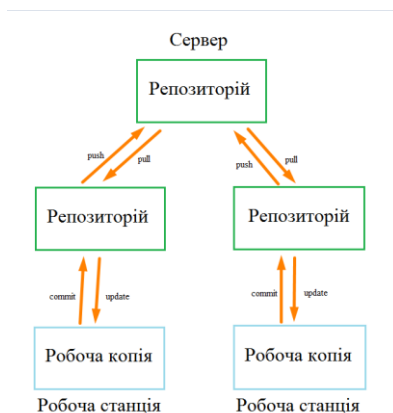 Сервер
Репозиторій
push
pull
push
pull
Репозиторій
Репозиторій
commit
update
commit
update
Робоча копія
Робоча копія
Робоча станція
Робоча станція